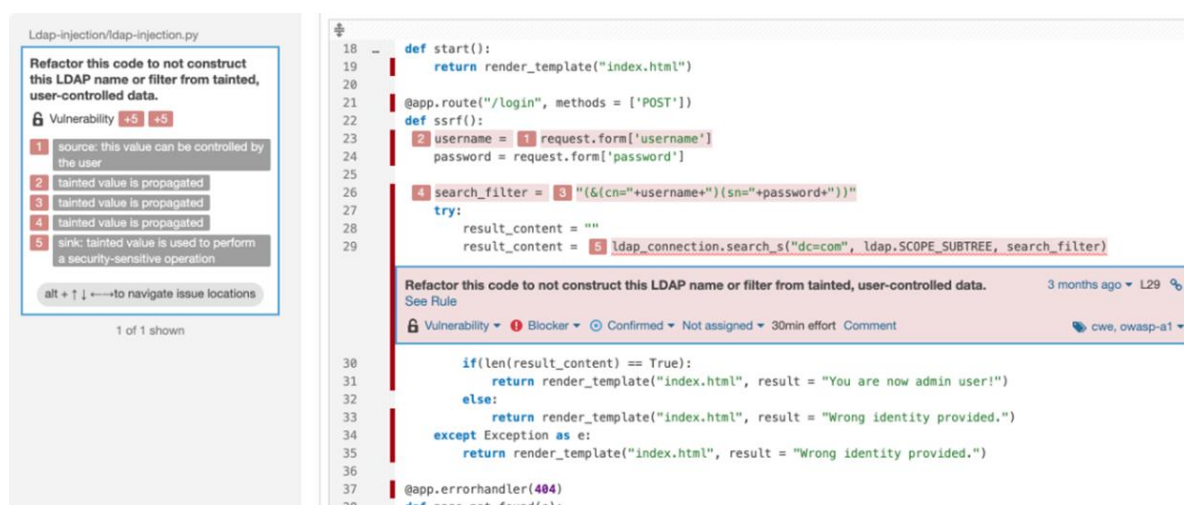 Ldap-injection/ldap-injection.py
Refactor this code to not construct
this LDAP name or filter from tainted,
user-controlled data.
Vulnerability +5 +5
1 source: this value can be controlled by
the user
2 tainted value is propagated
3 tainted value is propagated
4 tainted value is propagated
5 sink: tainted value is used to perform
a security-sensitive operation
alt + ↑ ↓ ←→to navigate issue locations
1 of 1 shown
18 … def start():
19 return render_template("index.html")
20
21 @app.route("/login", methods = ['POST'])
22 def ssrf():
23 2 username = 1 request.form['username']
24 password = request.form['password']
25
26 4 search_filter = 3 "(&(cn="+username+")(sn="+password+"))"
27 try:
28 result_content = ""
29 result_content = 5 ldap_connection.search_s("dc=com", ldap.SCOPE_SUBTREE, search_filter)
Refactor this code to not construct this LDAP name or filter from tainted, user-controlled data. 3 months ago L29
See Rule
Vulnerability Blocker Confirmed Not assigned 30min effort Comment cwe, owasp-a1
30 if(len(result_content) == True):
31 return render_template("index.html", result = "You are now admin user!")
32 else:
33 return render_template("index.html", result = "Wrong identity provided.")
34 except Exception as e:
35 return render_template("index.html", result = "Wrong identity provided.")
36
37 @app.errorhandler(404)